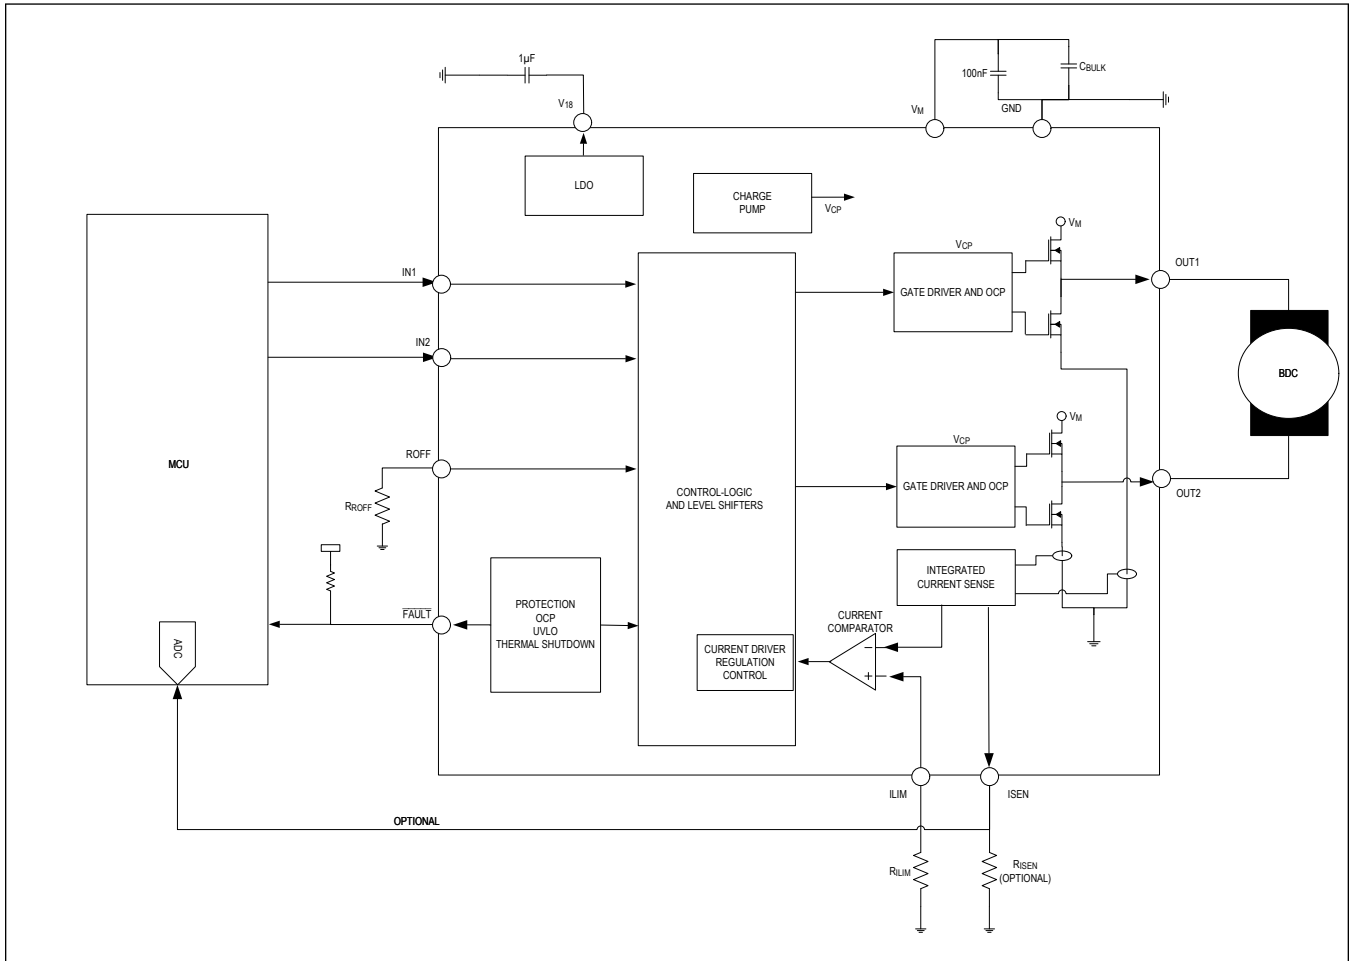 1µF
CBULK
100nF
V18
VM
GND
LDO
CHARGE
PUMP
VCP
VM
IN1
VCP
OUT1
GATE DRIVER AND OCP
IN2
BDC
VM
MCU
ROFF
VCP
GATE DRIVER AND OCP
OUT2
RROFF
CONTROL-LOGIC
AND LEVEL SHIFTERS
INTEGRATED
CURRENT SENSE
FAULT
PROTECTION
OCP
UVLO
THERMAL SHUTDOWN
CURRENT
COMPARATOR
ADC
CURRENT DRIVER
REGULATION
CONTROL
−
+
ILIM
ISEN
OPTIONAL
RILIM
RISEN
(OPTIONAL)